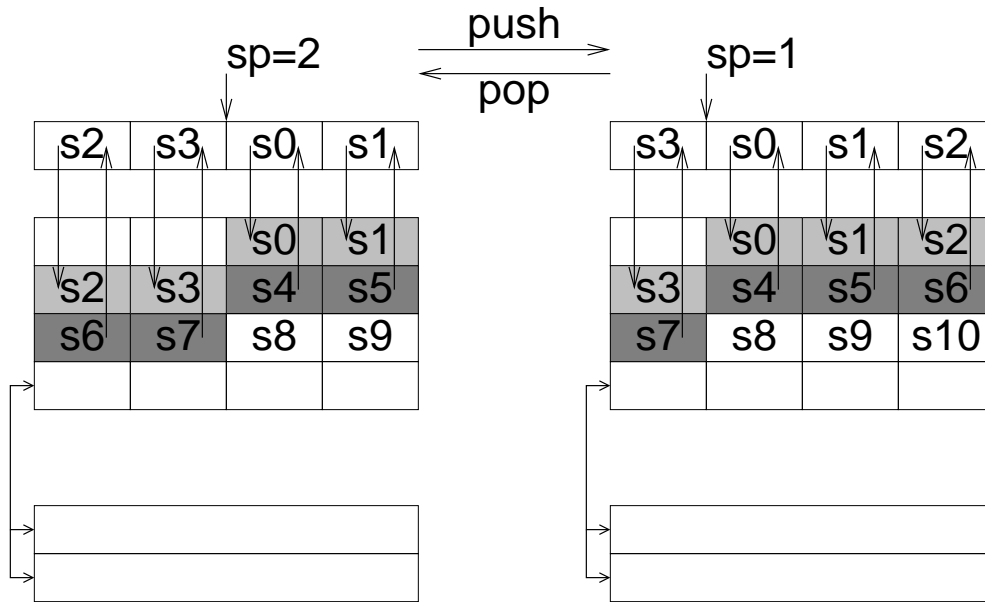 push
sp=2 sp=1
pop
s2 s3 s0 s1 s3 s0 s1 s2
s0 s1 s0 s1 s2
s2 s3 s4 s5 s3 s4 s5 s6
s6 s7 s8 s9 s7 s8 s9 s10